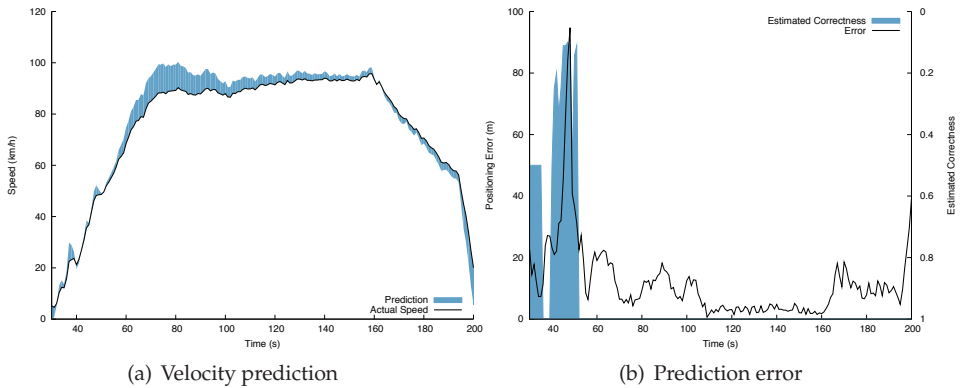 120
100
80
60
40
20
0
Speed (km/h)
40 60 80 100 120 140 160 180 200
Time (s)
Prediction
Actual Speed
(a) Velocity prediction
100
80
60
40
20
0
Positioning Error (m)
40 60 80 100 120 140 160 180 200
Time (s)
0
0.2
0.4
0.6
0.8
1
Estimated Correctness
Estimated Correctness
Error
(b) Prediction error